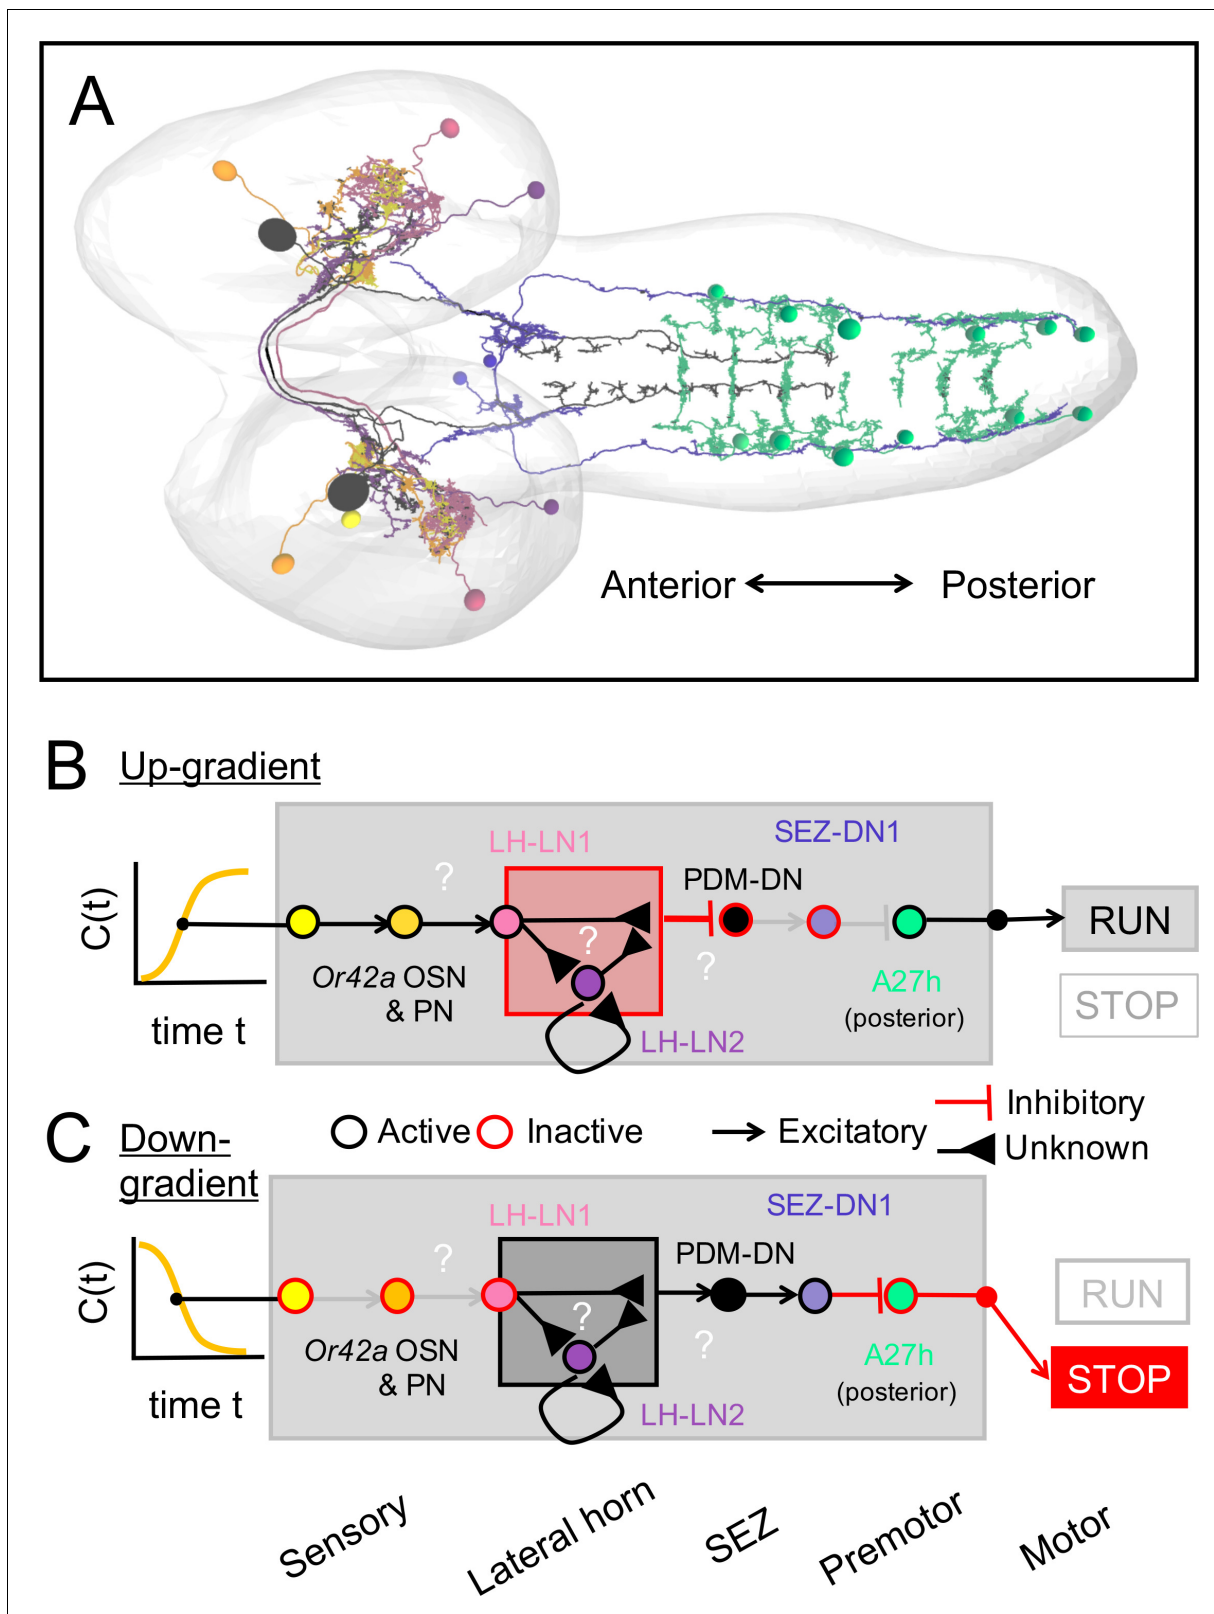 A
Anterior
Posterior
B
Up-gradient
SEZ-DN1
LH-LN1
?
PDM-DN
C(t)
RUN
?
?
Or42a OSN
& PN
A27h
(posterior)
STOP
time t
LH-LN2
Inhibitory
C
Down-
gradient
Active
Inactive
Excitatory
Unknown
SEZ-DN1
LH-LN1
?
PDM-DN
C(t)
RUN
?
?
Or42a OSN
& PN
A27h
(posterior)
STOP
time t
LH-LN2
Sensory
Lateral horn
SEZ
Premotor
Motor